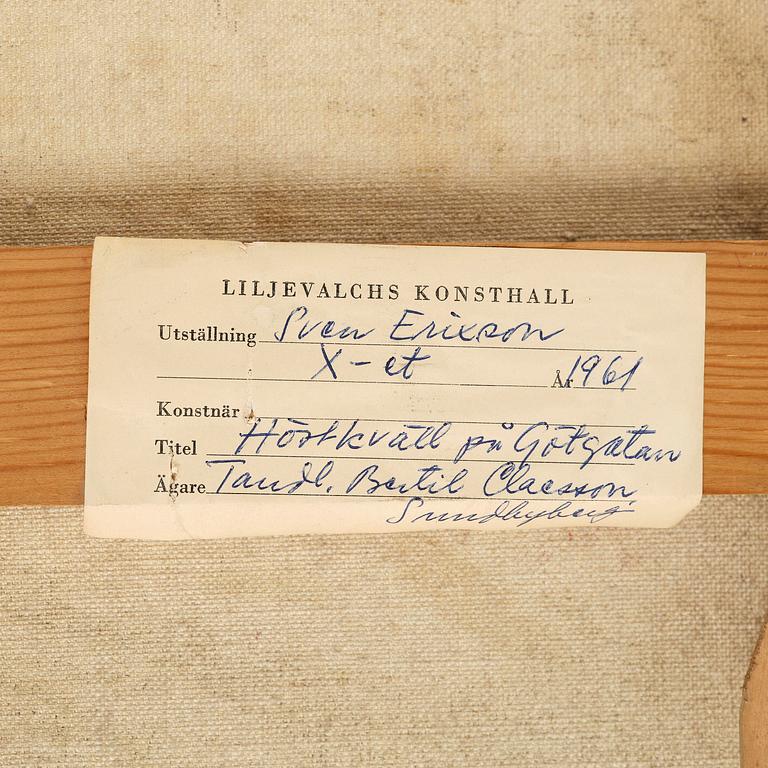 LILJEVALCHS KONSTHALL
Utställning Sven Erixson
X-et År 1961
Konstnär
Titel Höstkväll på Götgatan
Ägare Tandl. Bertil Claesson
Sundbyberg